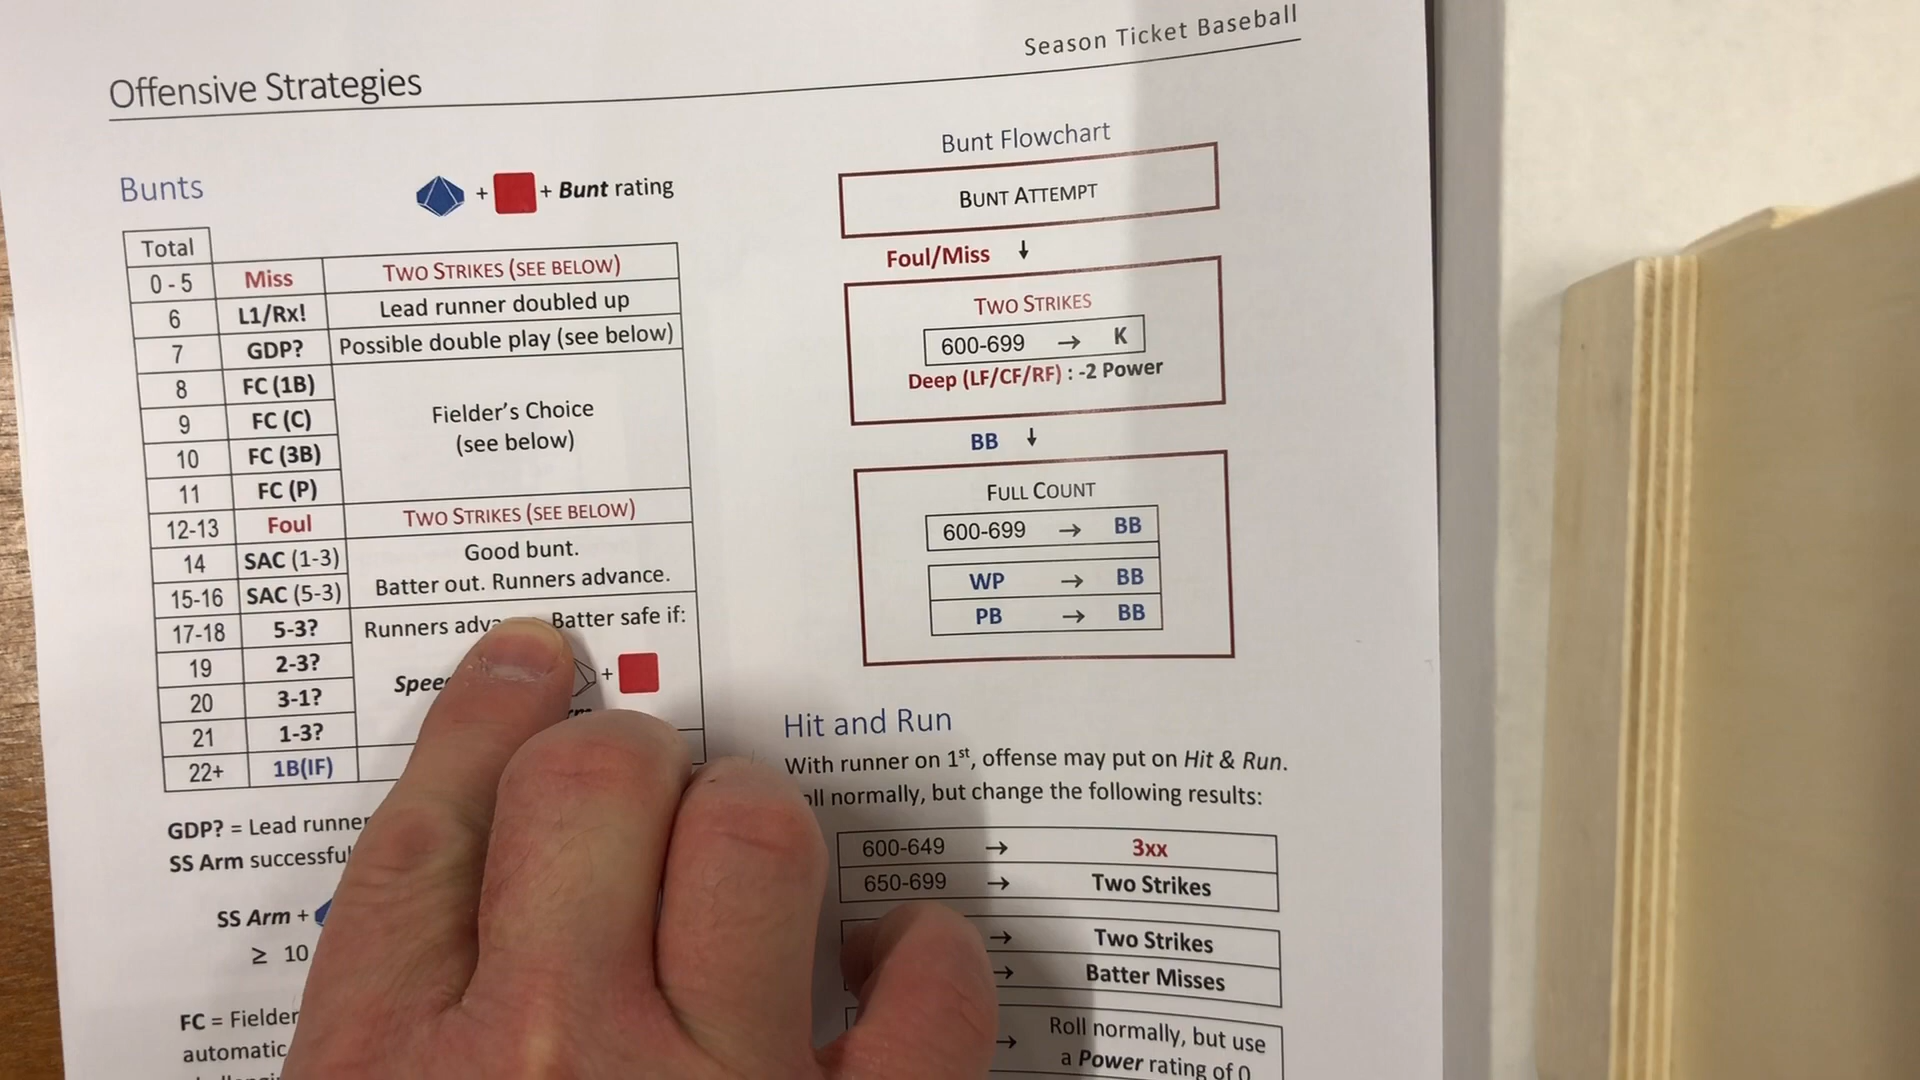 Season Ticket Baseball
Offensive Strategies
Bunts
+ + Bunt rating
Total
0 - 5 Miss TWO STRIKES (SEE BELOW)
6 L1/Rx! Lead runner doubled up
7 GDP? Possible double play (see below)
8 FC (1B)
9 FC (C)
10 FC (3B)
11 FC (P)
Fielder's Choice
(see below)
12-13 Foul TWO STRIKES (SEE BELOW)
14 SAC (1-3)
15-16 SAC (5-3)
Good bunt.
Batter out. Runners advance.
17-18 5-3?
19 2-3?
20 3-1?
21 1-3?
Runners Batter safe if:
+
22+ 1B(IF)
GDP? = Lead runner
SS Arm
SS Arm +
≥ 10
FC =
Bunt Flowchart
BUNT ATTEMPT
Foul/Miss ↓
TWO STRIKES
600-699 → K
Deep (LF/CF/RF) : -2 Power
BB ↓
FULL COUNT
600-699 → BB
WP → BB
PB → BB
Hit and Run
With runner on 1st, offense may put on Hit & Run.
normally, but change the following results:
600-649 → 3xx
650-699 → Two Strikes
→ Two Strikes
→ Batter Misses
→ Roll normally, but use
a Power rating of 0